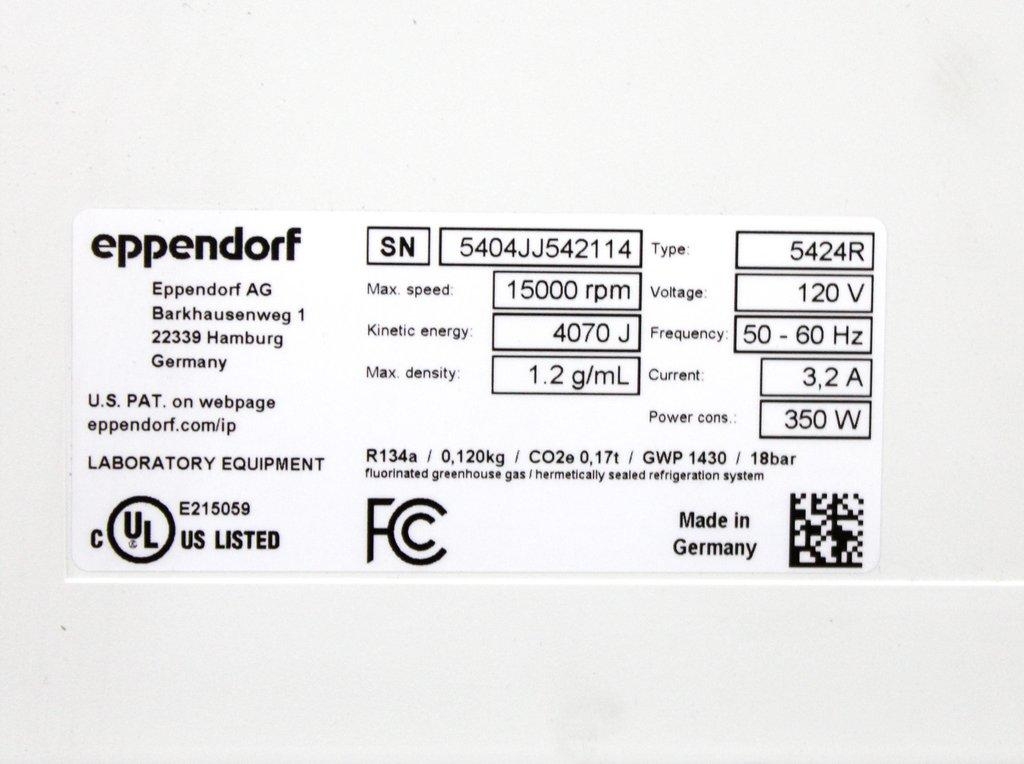 eppendorf
Eppendorf AG
Barkhausenweg 1
22339 Hamburg
Germany
U.S. PAT. on webpage
eppendorf.com/ip
LABORATORY EQUIPMENT
SN 5404JJ542114
Max. speed: 15000 rpm
Kinetic energy: 4070 J
Max. density: 1.2 g/mL
Type: 5424R
Voltage: 120 V
Frequency: 50 - 60 Hz
Current: 3,2 A
Power cons.: 350 W
R134a / 0,120kg / CO2e 0,17t / GWP 1430 / 18bar
fluorinated greenhouse gas / hermetically sealed refrigeration system
C UL US LISTED
E215059
FC
Made in
Germany